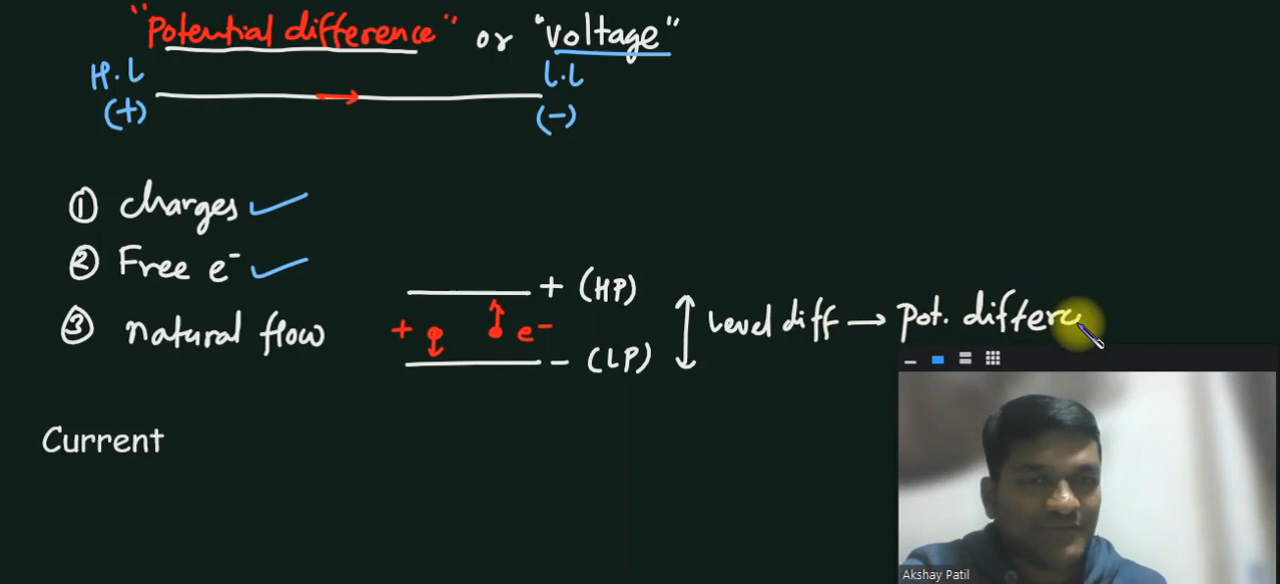 "Potential difference" or "voltage"
H.L L.L
(+) (-)
① charges ✓
② Free e⁻ ✓
+ (HP)
③ natural flow + e⁻ Level diff → Pot. differe
- (LP)
Current
Akshay Patil